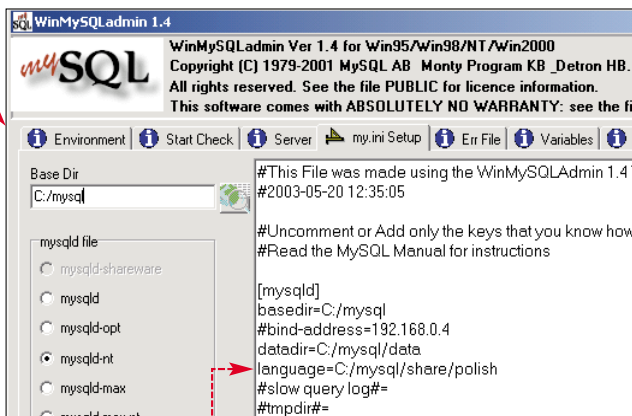 WinMySQLadmin 1.4
mySQL
WinMySQLadmin Ver 1.4 for Win95/Win98/NT/Win2000
Copyright (C) 1979-2001 MySQL AB Monty Program KB _Detron HB.
All rights reserved. See the file PUBLIC for licence information.
This software comes with ABSOLUTELY NO WARRANTY: see the fi
Environment Start Check Server my.ini Setup Err File Variables
Base Dir
C:/mysql
mysqld file
mysqld-shareware
mysqld
mysqld-opt
mysqld-nt
mysqld-max
#This File was made using the WinMySQLAdmin 1.4
#2003-05-20 12:35:05
#Uncomment or Add only the keys that you know how
#Read the MySQL Manual for instructions
[mysqld]
basedir=C:/mysql
#bind-address=192.168.0.4
datadir=C:/mysql/data
language=C:/mysql/share/polish
#slow query log#=
#tmpdir#=